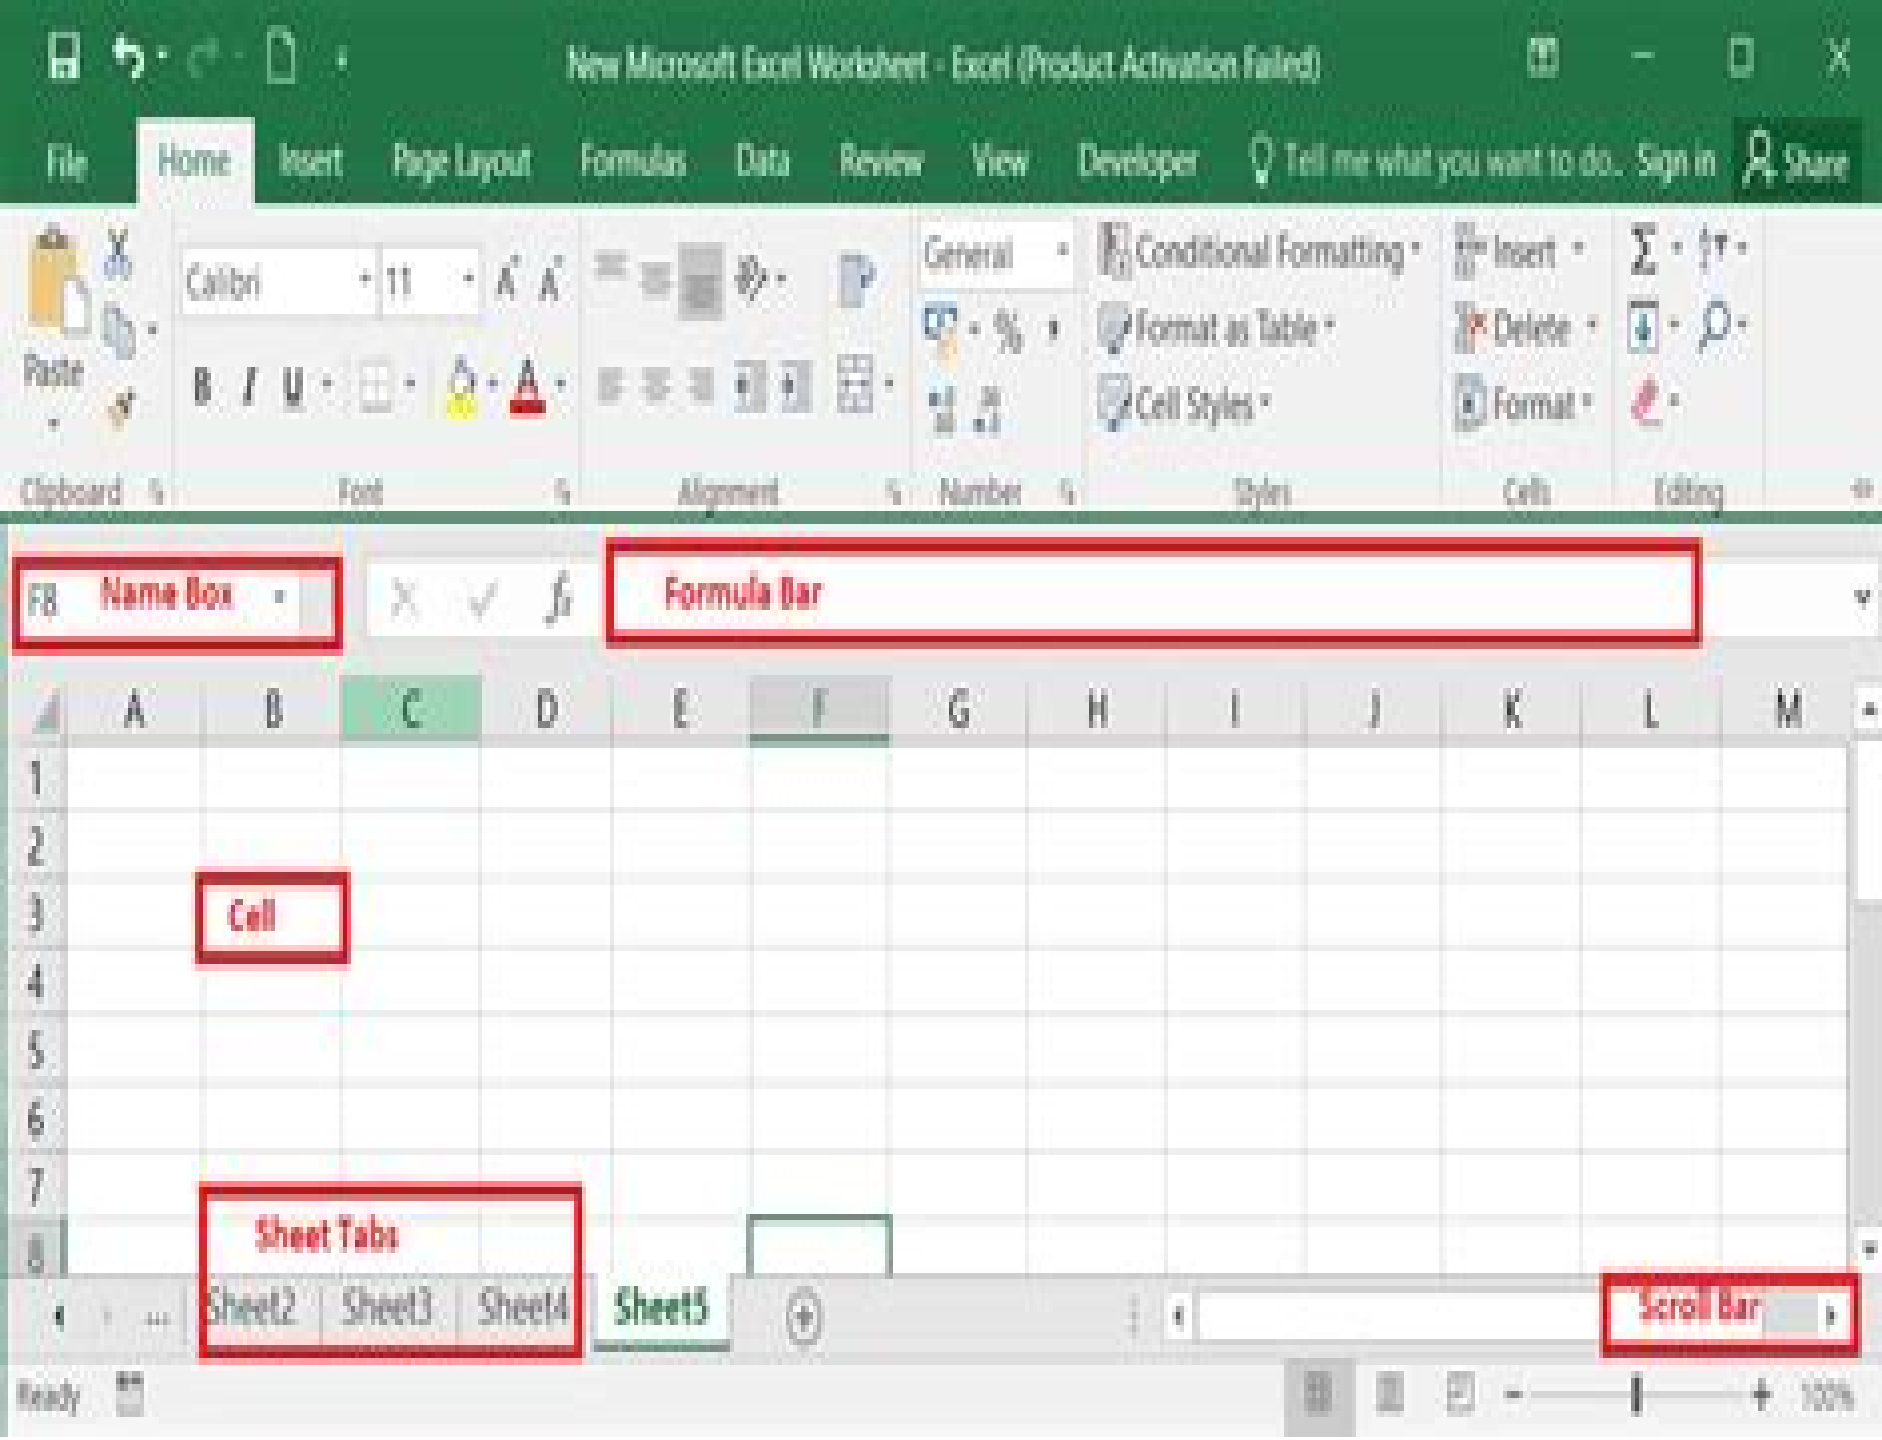 New Microsoft Excel Worksheet - Excel (Product Activation Failed)
File Home Insert Page Layout Formulas Data Review View Developer Tell me what you want to do.. Sign in Share
General Conditional Formatting Insert
Calibri 11
% Format as Table Delete
Paste
B I U A Cell Styles Format
Clipboard Font Alignment Number Styles Cells Editing
F8 Name Box fx Formula Bar
A B C D E F G H I J K L M
1
2
3 Cell
4
5
6
7
8 Sheet Tabs
... Sheet2 Sheet3 Sheet4 Sheet5 Scroll Bar
Ready 100%